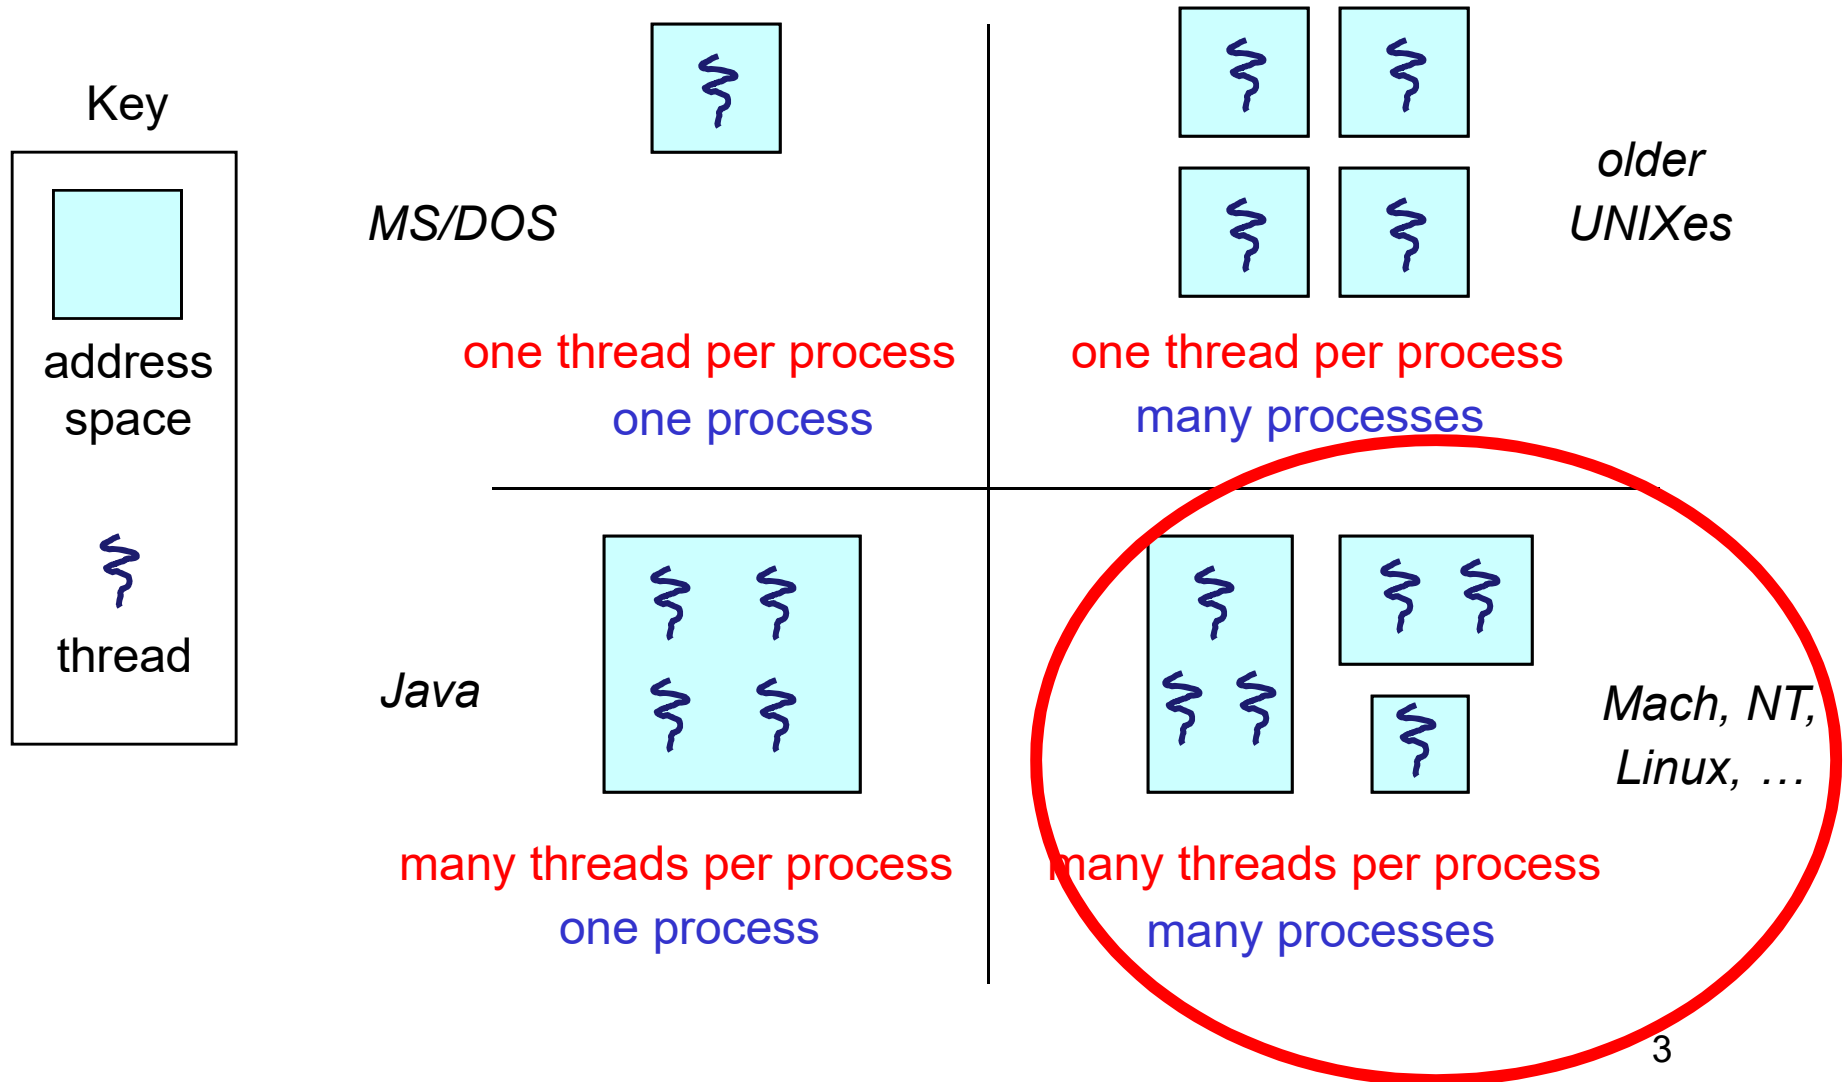 Key
address
space
thread
MS/DOS
one thread per process
one process
older
UNIXes
one thread per process
many processes
Java
many threads per process
one process
Mach, NT,
Linux, …
many threads per process
many processes
3